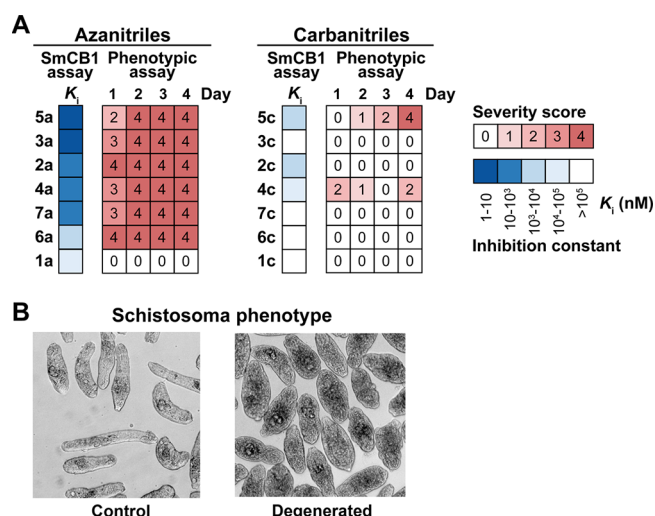 A
Azanitriles
SmCB1 assay
Phenotypic assay
Ki
1 2 3 4 Day
5a 2 4 4 4
3a 3 4 4 4
2a 4 4 4 4
4a 3 4 4 4
7a 3 4 4 4
6a 4 4 4 4
1a 0 0 0 0
Carbanitriles
SmCB1 assay
Phenotypic assay
Ki
1 2 3 4 Day
5c 0 1 2 4
3c 0 0 0 0
2c 0 0 0 0
4c 2 1 0 2
7c 0 0 0 0
6c 0 0 0 0
1c 0 0 0 0
Severity score
0 1 2 3 4
1-10
10-10³
10³-10⁴
10⁴-10⁵
>10⁵
Ki (nM)
Inhibition constant
B
Schistosoma phenotype
Control
Degenerated